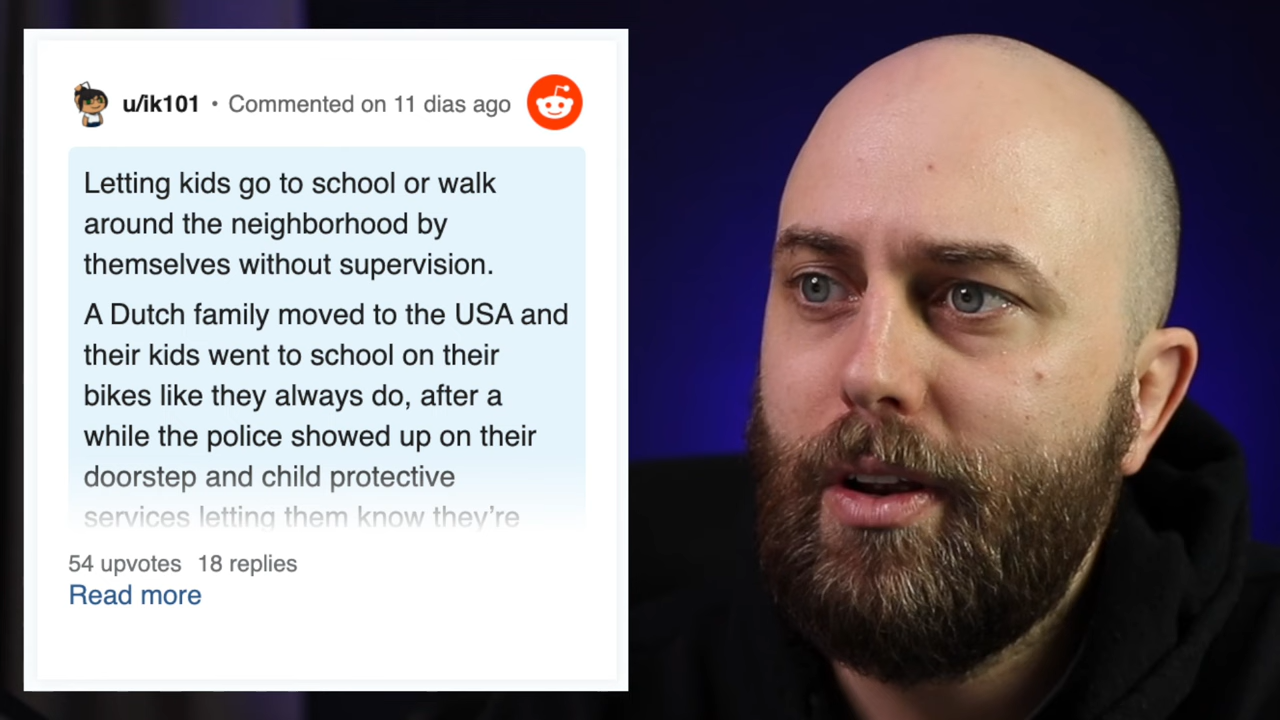 u/ik101 • Commented on 11 dias ago
Letting kids go to school or walk
around the neighborhood by
themselves without supervision.
A Dutch family moved to the USA and
their kids went to school on their
bikes like they always do, after a
while the police showed up on their
doorstep and child protective
services letting them know they’re
54 upvotes 18 replies
Read more